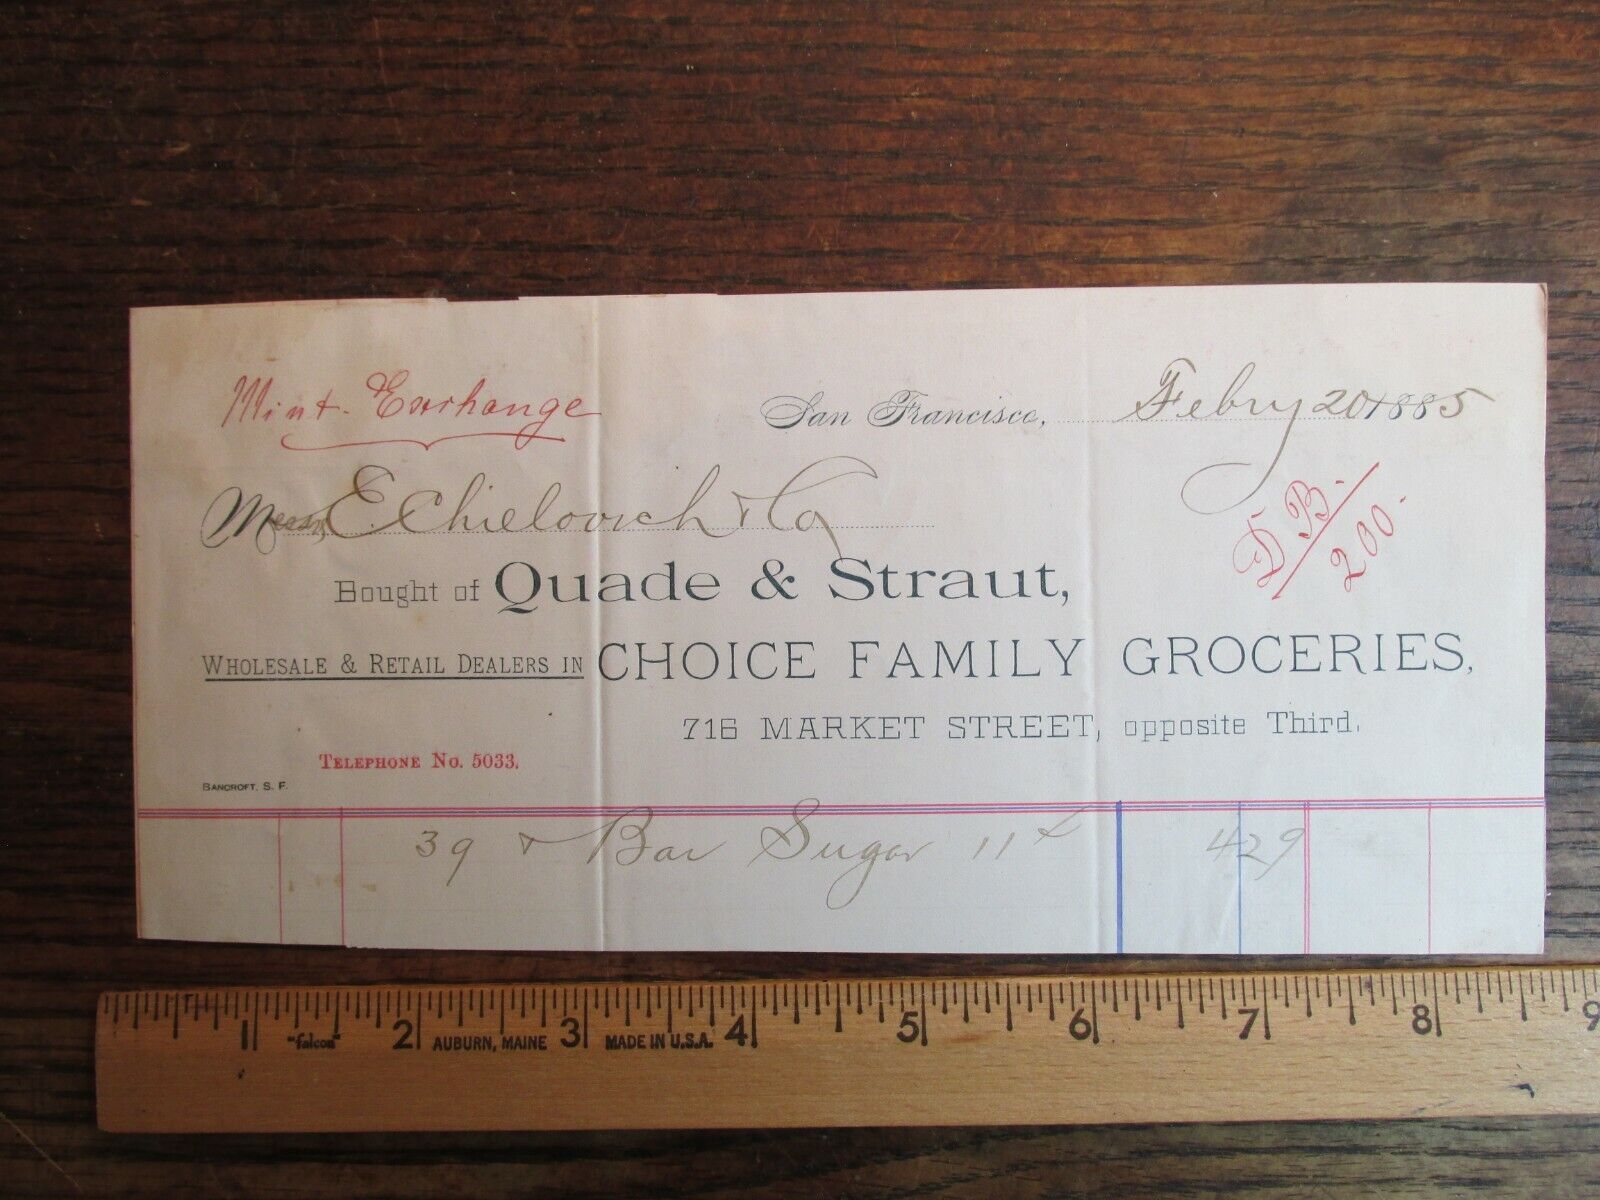 Mint. Exchange
San Francisco, Febry 20 1885
Messrs E. Chielovich & Co
D. B. / 200.
Bought of Quade & Straut,
WHOLESALE & RETAIL DEALERS IN CHOICE FAMILY GROCERIES,
716 MARKET STREET, opposite Third.
TELEPHONE No. 5033.
BANCROFT, S. F.
39 Bar Sugar 11 4 29
1 2 3 4 5 6 7 8 9
"falcon" AUBURN, MAINE MADE IN U.S.A.